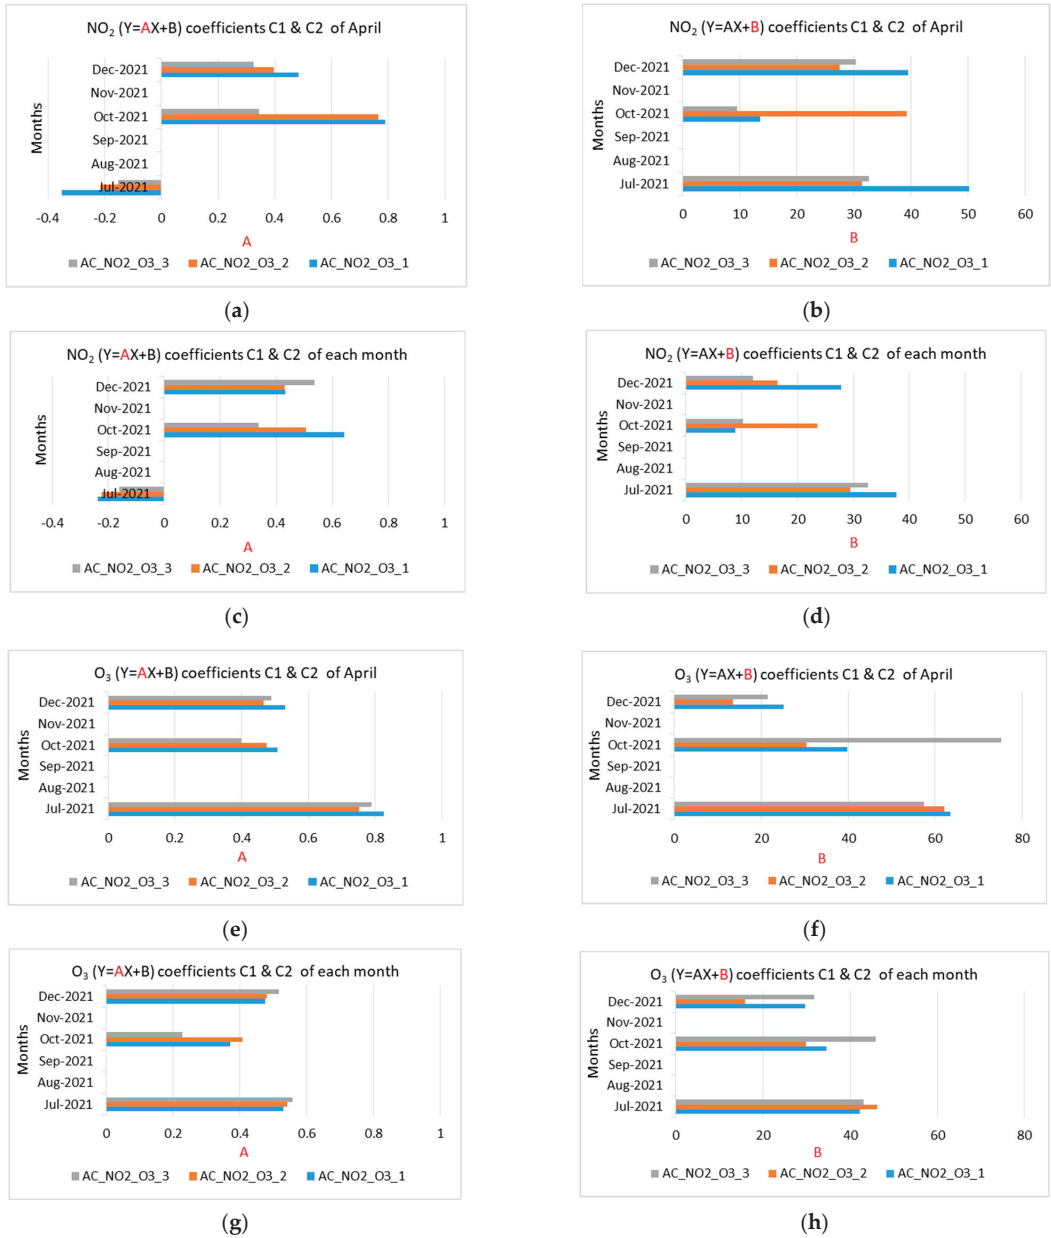 NO₂ (Y=AX+B) coefficients C1 & C2 of April
Months
Dec-2021
Nov-2021
Oct-2021
Sep-2021
Aug-2021
Jul-2021
-0.4 -0.2 0 0.2 0.4 0.6 0.8 1
A
AC_NO2_O3_3 AC_NO2_O3_2 AC_NO2_O3_1
(a)
NO₂ (Y=AX+B) coefficients C1 & C2 of April
Months
Dec-2021
Nov-2021
Oct-2021
Sep-2021
Aug-2021
Jul-2021
0 10 20 30 40 50 60
B
AC_NO2_O3_3 AC_NO2_O3_2 AC_NO2_O3_1
(b)
NO₂ (Y=AX+B) coefficients C1 & C2 of each month
Months
Dec-2021
Nov-2021
Oct-2021
Sep-2021
Aug-2021
Jul-2021
-0.4 -0.2 0 0.2 0.4 0.6 0.8 1
A
AC_NO2_O3_3 AC_NO2_O3_2 AC_NO2_O3_1
(c)
NO₂ (Y=AX+B) coefficients C1 & C2 of each month
Months
Dec-2021
Nov-2021
Oct-2021
Sep-2021
Aug-2021
Jul-2021
0 10 20 30 40 50 60
B
AC_NO2_O3_3 AC_NO2_O3_2 AC_NO2_O3_1
(d)
O₃ (Y=AX+B) coefficients C1 & C2 of April
Months
Dec-2021
Nov-2021
Oct-2021
Sep-2021
Aug-2021
Jul-2021
0 0.2 0.4 0.6 0.8 1
A
AC_NO2_O3_3 AC_NO2_O3_2 AC_NO2_O3_1
(e)
O₃ (Y=AX+B) coefficients C1 & C2 of April
Months
Dec-2021
Nov-2021
Oct-2021
Sep-2021
Aug-2021
Jul-2021
0 20 40 60 80
B
AC_NO2_O3_3 AC_NO2_O3_2 AC_NO2_O3_1
(f)
O₃ (Y=AX+B) coefficients C1 & C2 of each month
Months
Dec-2021
Nov-2021
Oct-2021
Sep-2021
Aug-2021
Jul-2021
0 0.2 0.4 0.6 0.8 1
A
AC_NO2_O3_3 AC_NO2_O3_2 AC_NO2_O3_1
(g)
O₃ (Y=AX+B) coefficients C1 & C2 of each month
Months
Dec-2021
Nov-2021
Oct-2021
Sep-2021
Aug-2021
Jul-2021
0 20 40 60 80
B
AC_NO2_O3_3 AC_NO2_O3_2 AC_NO2_O3_1
(h)